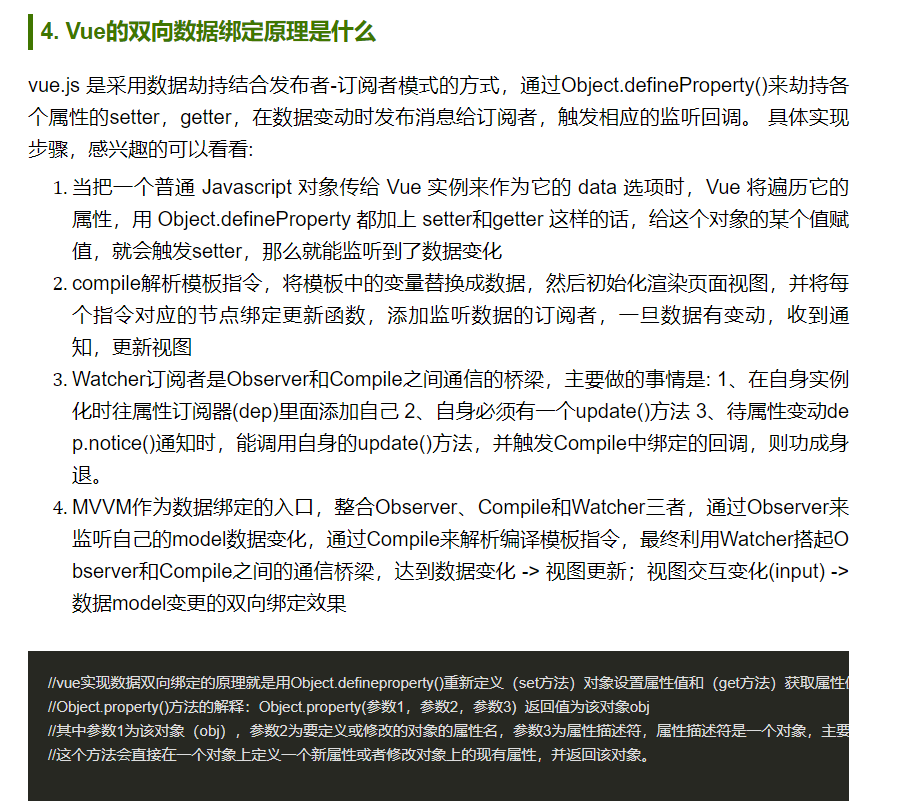 4. Vue的双向数据绑定原理是什么
vue.js 是采用数据劫持结合发布者-订阅者模式的方式，通过Object.defineProperty()来劫持各
个属性的setter，getter，在数据变动时发布消息给订阅者，触发相应的监听回调。 具体实现
步骤，感兴趣的可以看看:
1. 当把一个普通 Javascript 对象传给 Vue 实例来作为它的 data 选项时，Vue 将遍历它的
属性，用 Object.defineProperty 都加上 setter和getter 这样的话，给这个对象的某个值赋
值，就会触发setter，那么就能监听到了数据变化
2. compile解析模板指令，将模板中的变量替换成数据，然后初始化渲染页面视图，并将每
个指令对应的节点绑定更新函数，添加监听数据的订阅者，一旦数据有变动，收到通
知，更新视图
3. Watcher订阅者是Observer和Compile之间通信的桥梁，主要做的事情是: 1、在自身实例
化时往属性订阅器(dep)里面添加自己 2、自身必须有一个update()方法 3、待属性变动de
p.notice()通知时，能调用自身的update()方法，并触发Compile中绑定的回调，则功成身
退。
4. MVVM作为数据绑定的入口，整合Observer、Compile和Watcher三者，通过Observer来
监听自己的model数据变化，通过Compile来解析编译模板指令，最终利用Watcher搭起O
bserver和Compile之间的通信桥梁，达到数据变化 -> 视图更新；视图交互变化(input) ->
数据model变更的双向绑定效果
//vue实现数据双向绑定的原理就是用Object.defineproperty()重新定义（set方法）对象设置属性值和（get方法）获取属性
//Object.property()方法的解释：Object.property(参数1，参数2，参数3）返回值为该对象obj
//其中参数1为该对象（obj），参数2为要定义或修改的对象的属性名，参数3为属性描述符，属性描述符是一个对象，主要
//这个方法会直接在一个对象上定义一个新属性或者修改对象上的现有属性，并返回该对象。